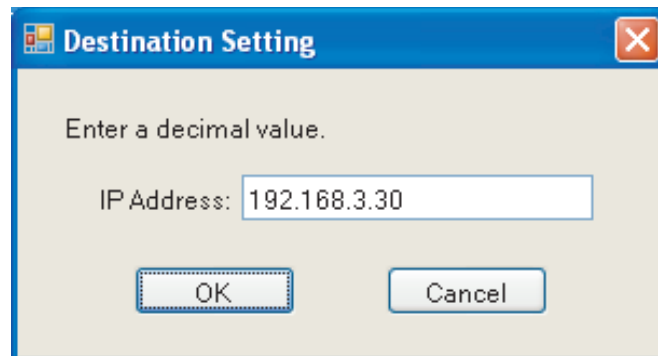 Destination Setting
Enter a decimal value.
IP Address: 192.168.3.30
OK Cancel